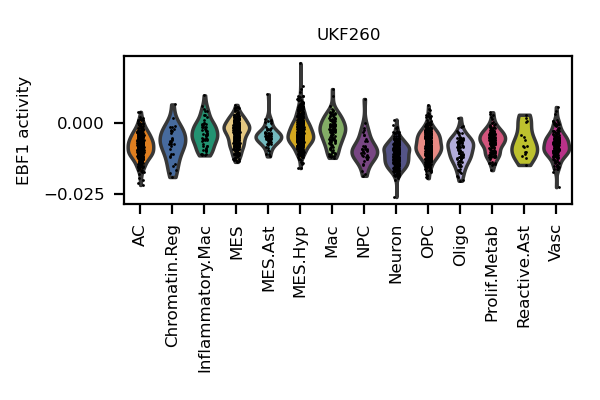 UKF260
EBF1 activity
0.000
−0.025
AC
Chromatin.Reg
Inflammatory.Mac
MES
MES.Ast
MES.Hyp
Mac
NPC
Neuron
OPC
Oligo
Prolif.Metab
Reactive.Ast
Vasc